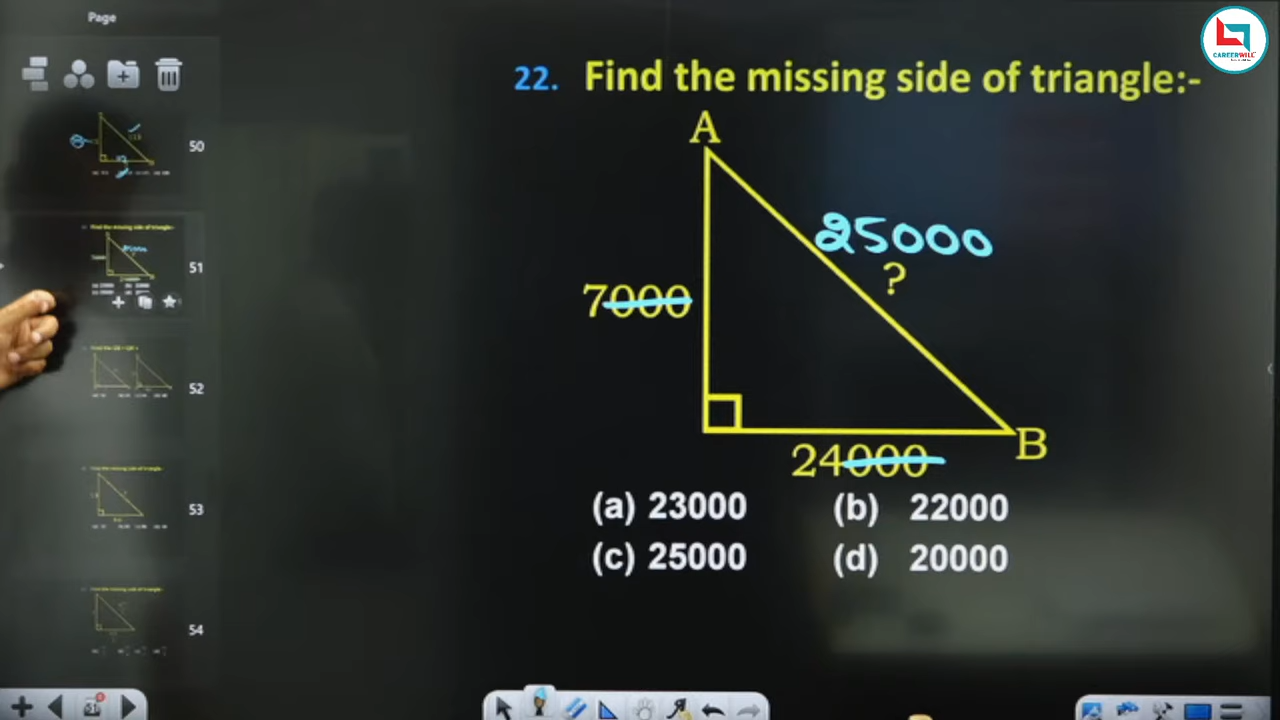 Page
CAREERWILL
22. Find the missing side of triangle:-
A
50
25000
?
51
7000
52
B
24000
(a) 23000 (b) 22000
53
(c) 25000 (d) 20000
54
51